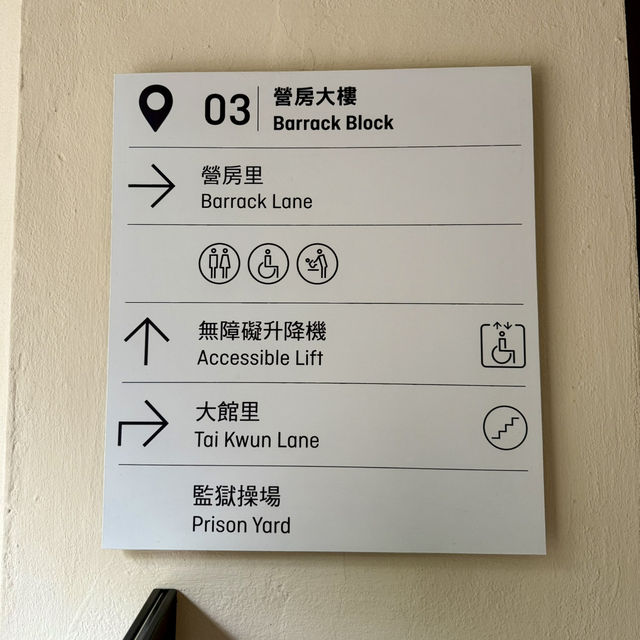 03
營房大樓
Barrack Block
營房里
Barrack Lane
無障礙升降機
Accessible Lift
大館里
Tai Kwun Lane
監獄操場
Prison Yard